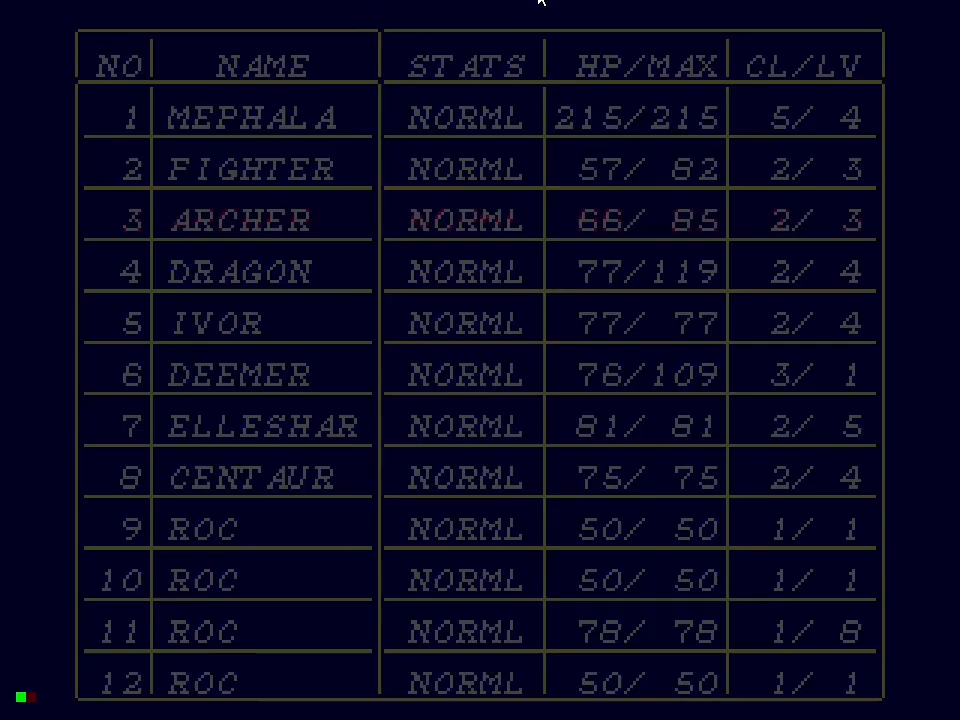 NO NAME STATS HP/MAX CL/LV
1 MEPHALA NORML 215/215 5/ 4
2 FIGHTER NORML 57/ 82 2/ 3
3 ARCHER NORML 66/ 85 2/ 3
4 DRAGON NORML 77/119 2/ 4
5 IVOR NORML 77/ 77 2/ 4
6 DEEMER NORML 76/109 3/ 1
7 ELLESHAR NORML 81/ 81 2/ 5
8 CENTAUR NORML 75/ 75 2/ 4
9 ROC NORML 50/ 50 1/ 1
10 ROC NORML 50/ 50 1/ 1
11 ROC NORML 78/ 78 1/ 8
12 ROC NORML 50/ 50 1/ 1